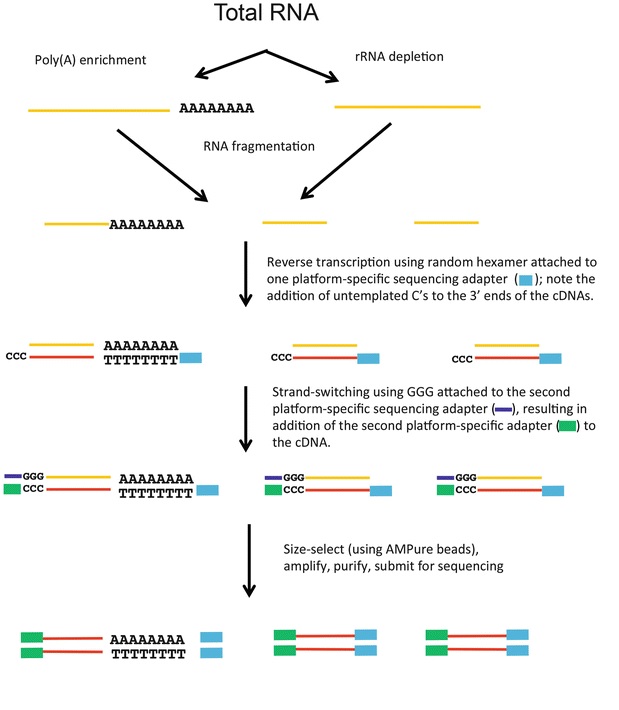 Total RNA
Poly(A) enrichment
rRNA depletion
AAAAAAAA
RNA fragmentation
AAAAAAAA
Reverse transcription using random hexamer attached to
one platform-specific sequencing adapter ( ); note the
addition of untemplated C's to the 3' ends of the cDNAs.
AAAAAAAA
CCC TTTTTTTT CCC CCC
Strand-switching using GGG attached to the second
platform-specific sequencing adapter ( ), resulting in
addition of the second platform-specific adapter ( ) to
the cDNA.
GGG AAAAAAAA GGG GGG
CCC TTTTTTTT CCC CCC
Size-select (using AMPure beads),
amplify, purify, submit for sequencing
AAAAAAAA
TTTTTTTT